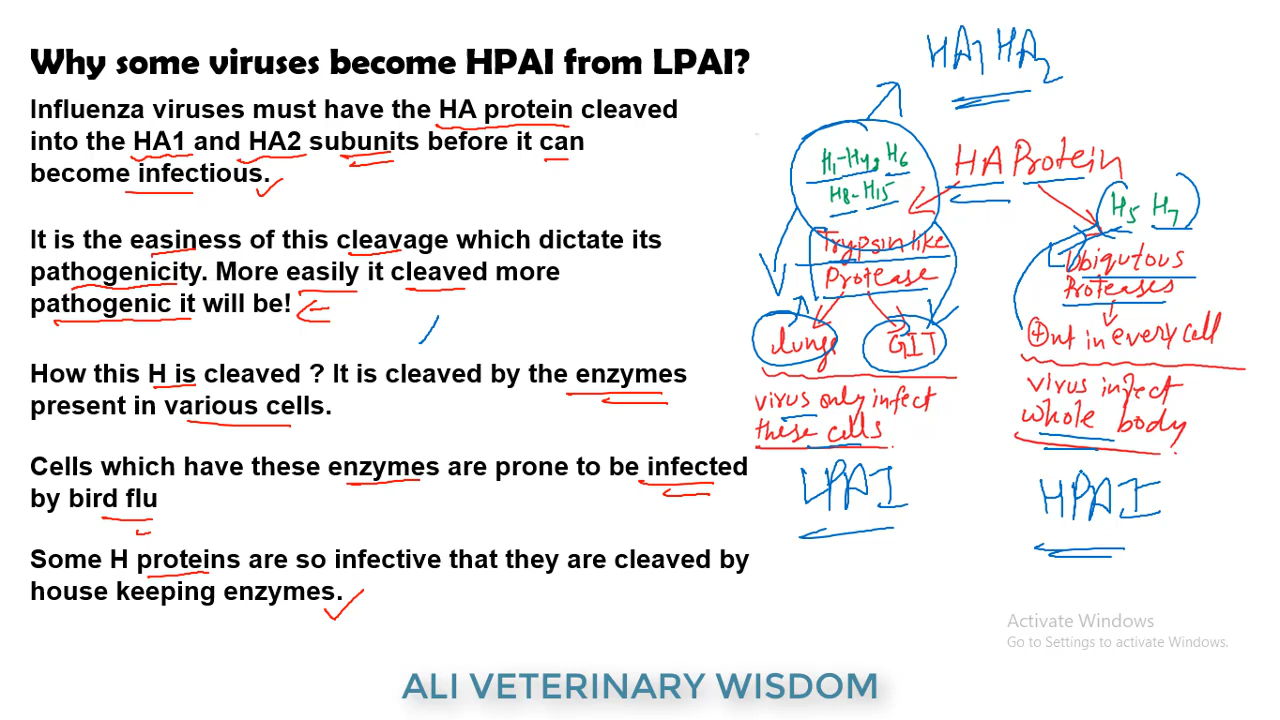 Why some viruses become HPAI from LPAI?
Influenza viruses must have the HA protein cleaved
into the HA1 and HA2 subunits before it can
become infectious.
It is the easiness of this cleavage which dictate its
pathogenicity. More easily it cleaved more
pathogenic it will be!
How this H is cleaved ? It is cleaved by the enzymes
present in various cells.
Cells which have these enzymes are prone to be infected
by bird flu
Some H proteins are so infective that they are cleaved by
house keeping enzymes.
HA1 HA2
HA Protein
H1-H4, H6
H8-H15
Trypsin like
Protease
lungs
GIT
virus only infect
these cells
LPAI
H5 H7
Ubiqutous
Proteases
⊕nt in every cell
virus infect
whole body
HPAI
Activate Windows
Go to Settings to activate Windows.
ALI VETERINARY WISDOM